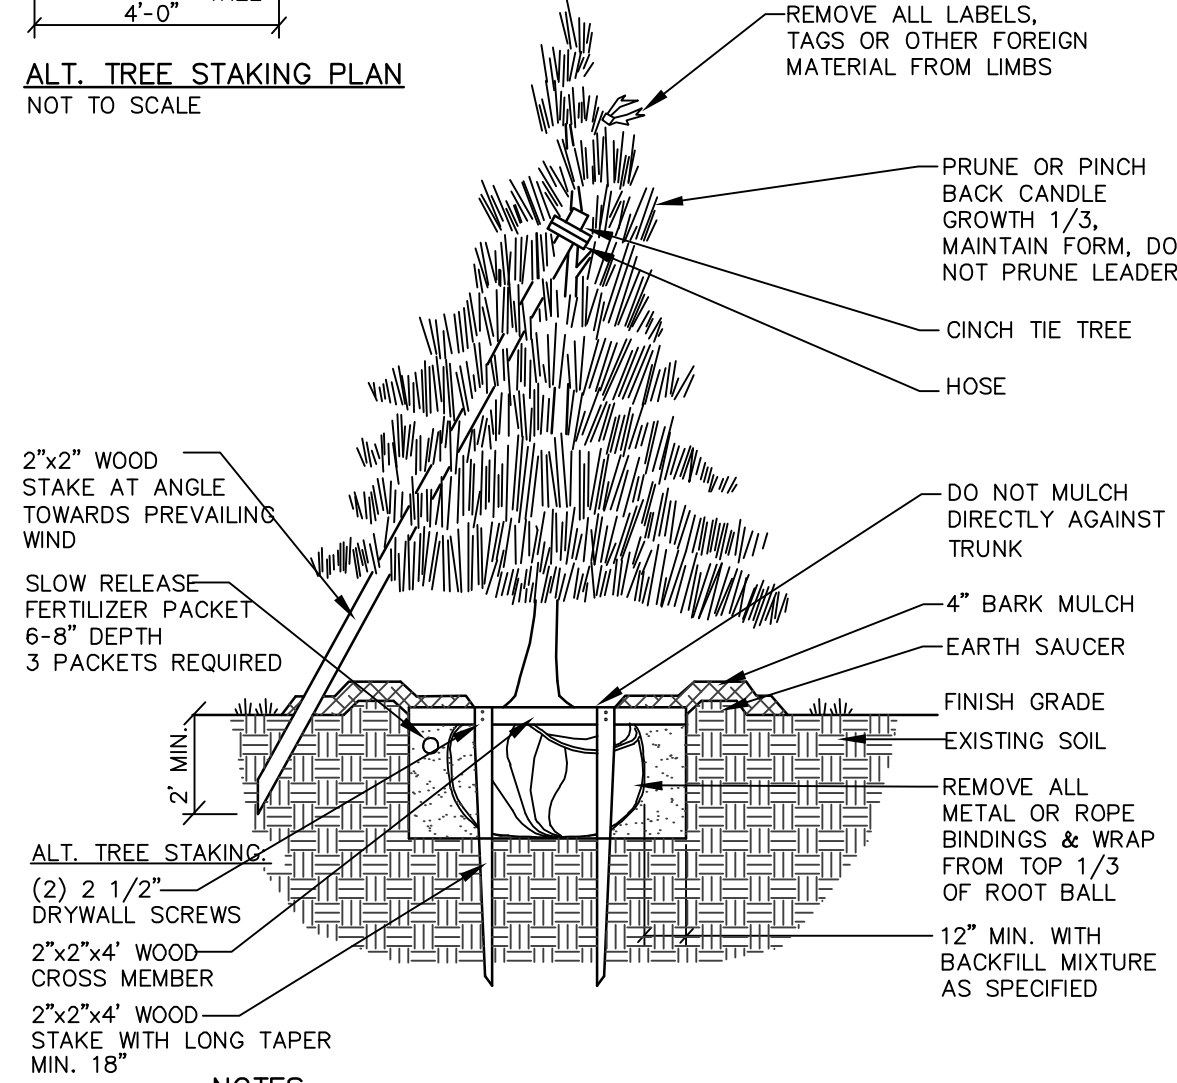 4'-0"
ALT. TREE STAKING PLAN
NOT TO SCALE
REMOVE ALL LABELS,
TAGS OR OTHER FOREIGN
MATERIAL FROM LIMBS
PRUNE OR PINCH
BACK CANDLE
GROWTH 1/3,
MAINTAIN FORM, DO
NOT PRUNE LEADER
CINCH TIE TREE
HOSE
2"x2" WOOD
STAKE AT ANGLE
TOWARDS PREVAILING
WIND
SLOW RELEASE
FERTILIZER PACKET
6-8" DEPTH
3 PACKETS REQUIRED
DO NOT MULCH
DIRECTLY AGAINST
TRUNK
4" BARK MULCH
EARTH SAUCER
FINISH GRADE
EXISTING SOIL
2' MIN.
REMOVE ALL
METAL OR ROPE
BINDINGS & WRAP
FROM TOP 1/3
OF ROOT BALL
12" MIN. WITH
BACKFILL MIXTURE
AS SPECIFIED
ALT. TREE STAKING:
(2) 2 1/2"
DRYWALL SCREWS
2"x2"x4' WOOD
CROSS MEMBER
2"x2"x4' WOOD
STAKE WITH LONG TAPER
MIN. 18"
NOTES